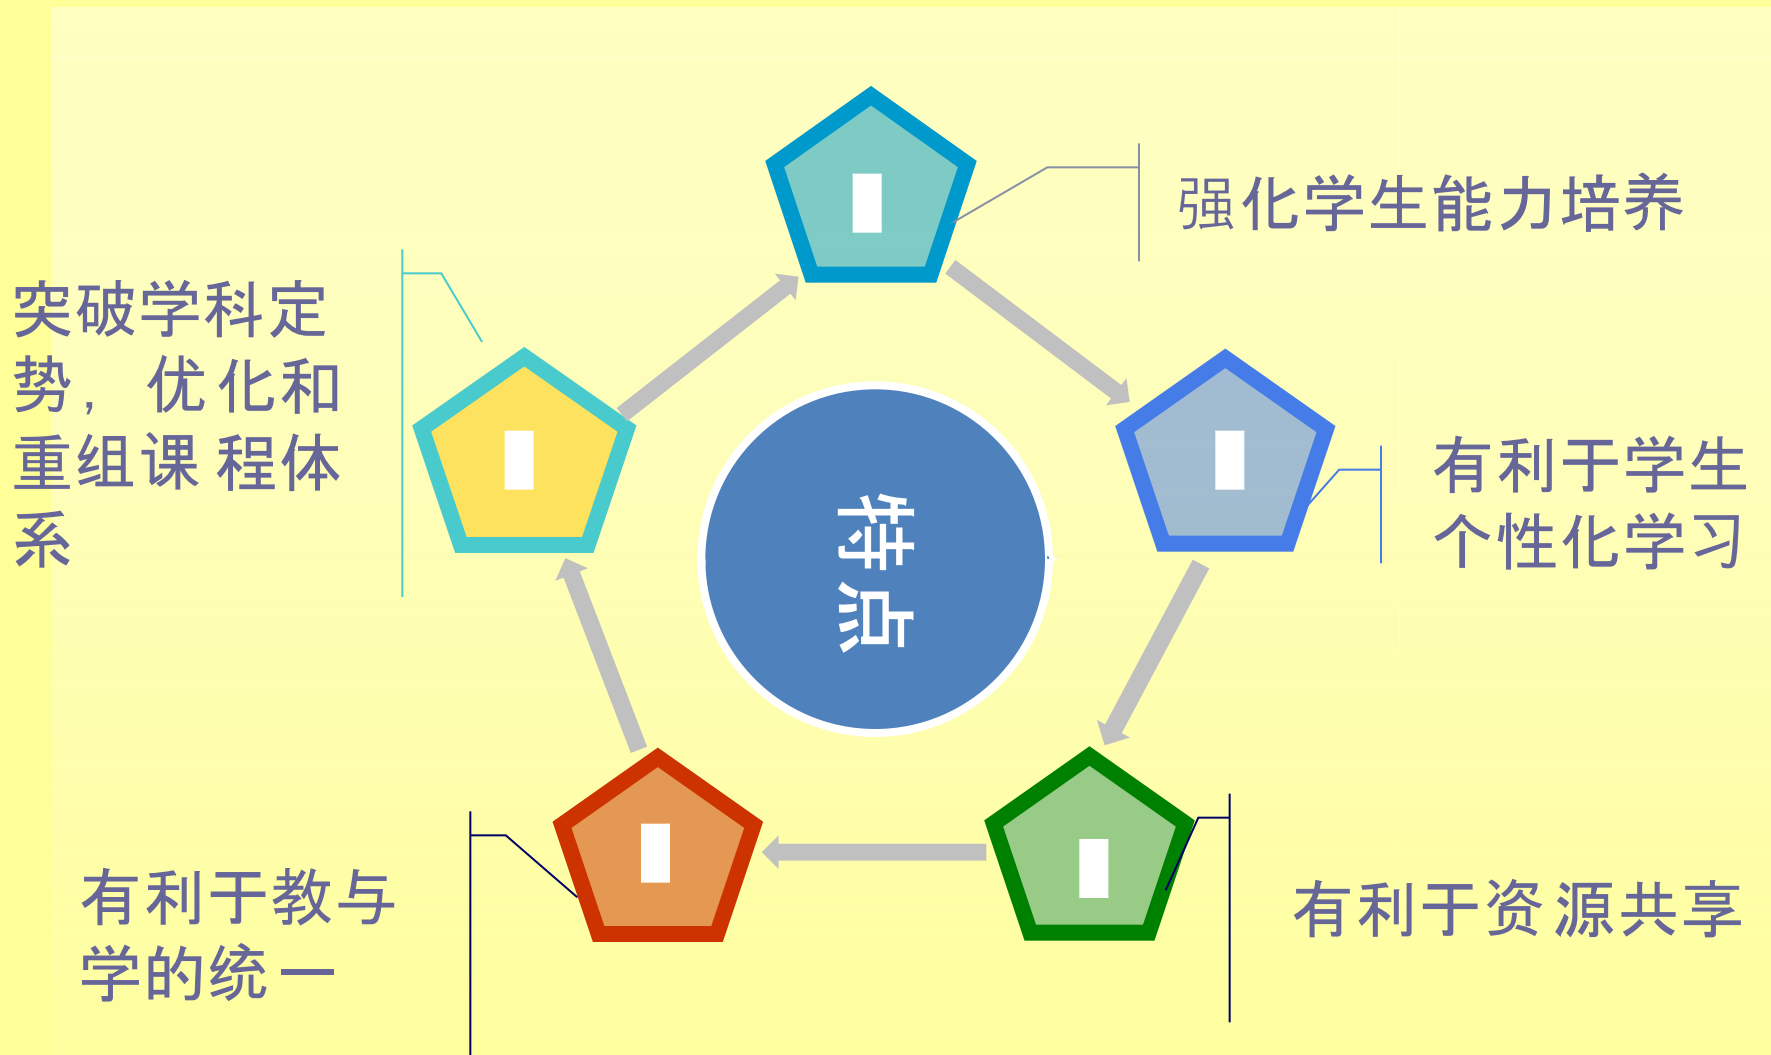 强化学生能力培养
突破学科定
势，优化和
重组课程体
系
有利于学生
个性化学习
特点
有利于教与
学的统一
有利于资源共享